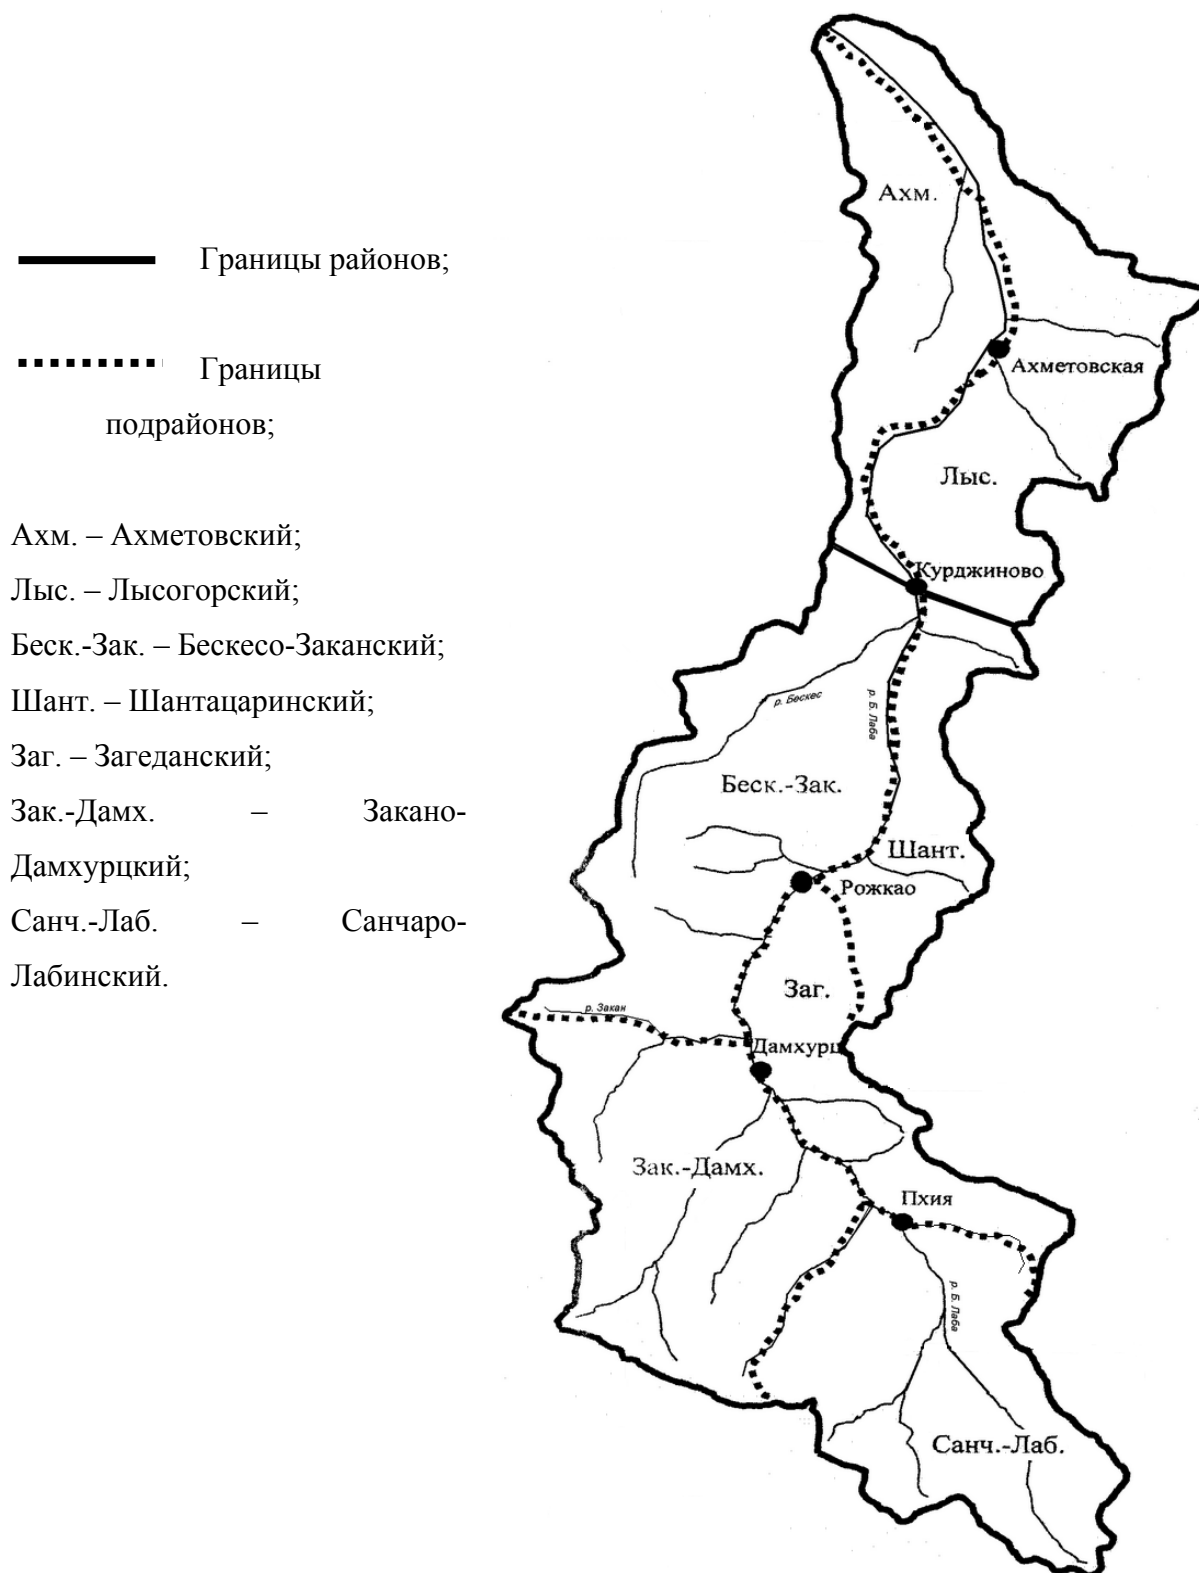 Границы районов;
Границы
подрайонов;
Ахм. – Ахметовский;
Лыс. – Лысогорский;
Беск.-Зак. – Бескесо-Заканский;
Шант. – Шантацаринский;
Заг. – Загеданский;
Зак.-Дамх. – Закано-
Дамхурцкий;
Санч.-Лаб. – Санчаро-
Лабинский.
Ахм.
Ахметовская
Лыс.
Курджиново
р. Бескес
р. Б. Лаба
Беск.-Зак.
Шант.
Рожкао
Заг.
р. Закан
Дамхурц
Зак.-Дамх.
Пхия
р. Б. Лаба
Санч.-Лаб.